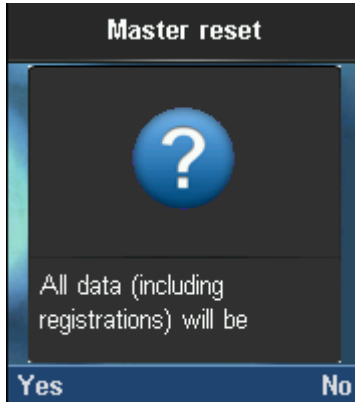 Master reset
?
All data (including
registrations) will be
Yes No